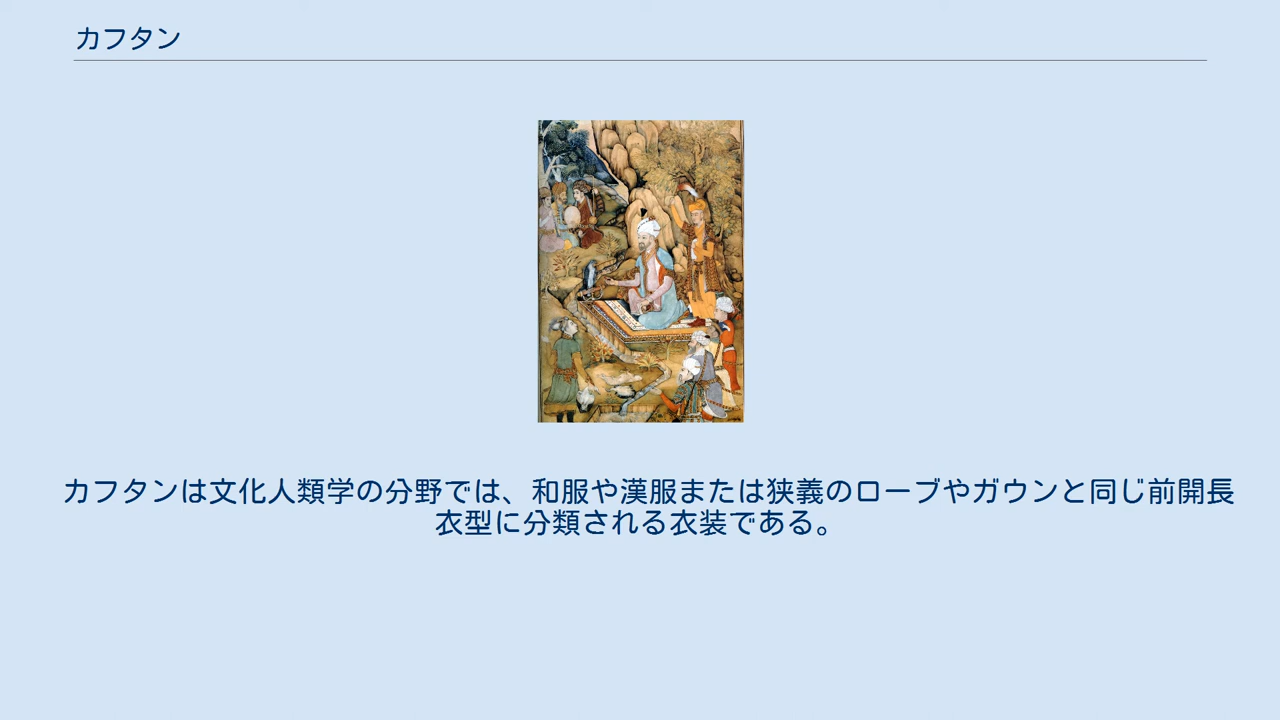 カフタン
カフタンは文化人類学の分野では、和服や漢服または狭義のローブやガウンと同じ前開長
衣型に分類される衣装である。